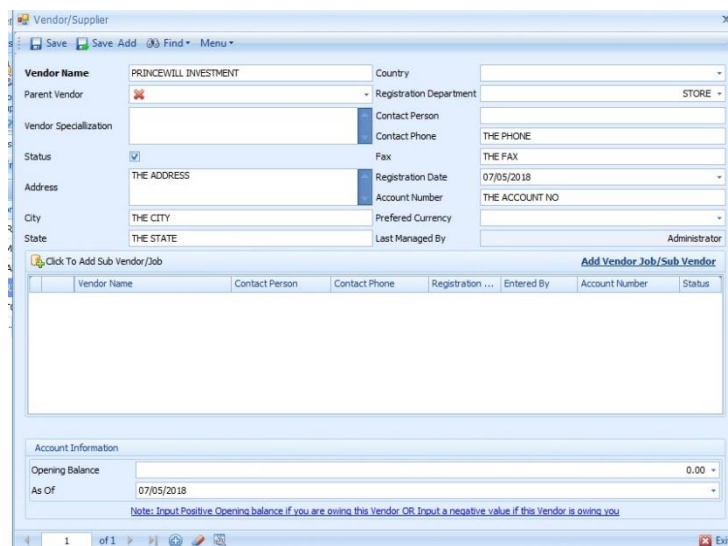 Vendor/Supplier
Save Save Add Find Menu
Vendor Name PRINCEWILL INVESTMENT Country
Parent Vendor Registration Department STORE
Vendor Speciallization Contact Person
Contact Phone THE PHONE
Status Fax THE FAX
Address THE ADDRESS Registration Date 07/05/2018
Account Number THE ACCOUNT NO
City THE CITY Prefered Currency
State THE STATE Last Managed By Administrator
Click To Add Sub Vendor/Job Add Vendor Job/Sub Vendor
Vendor Name Contact Person Contact Phone Registration ... Entered By Account Number Status
Account Information
Opening Balance 0.00
As Of 07/05/2018
Note: Input Positive Opening balance if you are owing this Vendor OR Input a negative value if this Vendor is owing you
1 of 1